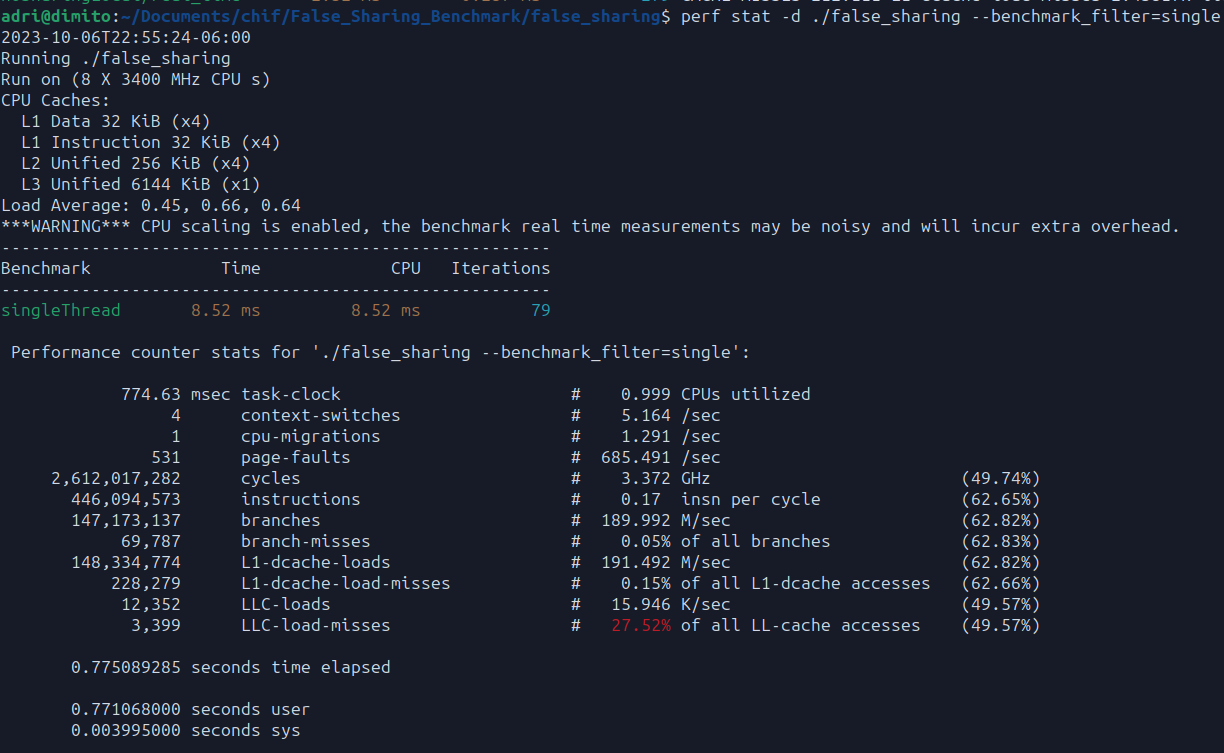 adri@dimito:~/Documents/chif/False_Sharing_Benchmark/false_sharing$ perf stat -d ./false_sharing --benchmark_filter=single
2023-10-06T22:55:24-06:00
Running ./false_sharing
Run on (8 X 3400 MHz CPU s)
CPU Caches:
  L1 Data 32 KiB (x4)
  L1 Instruction 32 KiB (x4)
  L2 Unified 256 KiB (x4)
  L3 Unified 6144 KiB (x1)
Load Average: 0.45, 0.66, 0.64
***WARNING*** CPU scaling is enabled, the benchmark real time measurements may be noisy and will incur extra overhead.
-------------------------------------------------------
Benchmark             Time             CPU   Iterations
-------------------------------------------------------
singleThread       8.52 ms         8.52 ms           79
 Performance counter stats for './false_sharing --benchmark_filter=single':
            774.63 msec task-clock                       #    0.999 CPUs utilized
                 4      context-switches                 #    5.164 /sec
                 1      cpu-migrations                   #    1.291 /sec
               531      page-faults                      #  685.491 /sec
     2,612,017,282      cycles                           #    3.372 GHz                         (49.74%)
       446,094,573      instructions                     #    0.17  insn per cycle              (62.65%)
       147,173,137      branches                         #  189.992 M/sec                       (62.82%)
            69,787      branch-misses                    #    0.05% of all branches             (62.83%)
       148,334,774      L1-dcache-loads                  #  191.492 M/sec                       (62.82%)
           228,279      L1-dcache-load-misses            #    0.15% of all L1-dcache accesses   (62.66%)
            12,352      LLC-loads                        #   15.946 K/sec                       (49.57%)
             3,399      LLC-load-misses                  #   27.52% of all LL-cache accesses    (49.57%)
       0.775089285 seconds time elapsed
       0.771068000 seconds user
       0.003995000 seconds sys